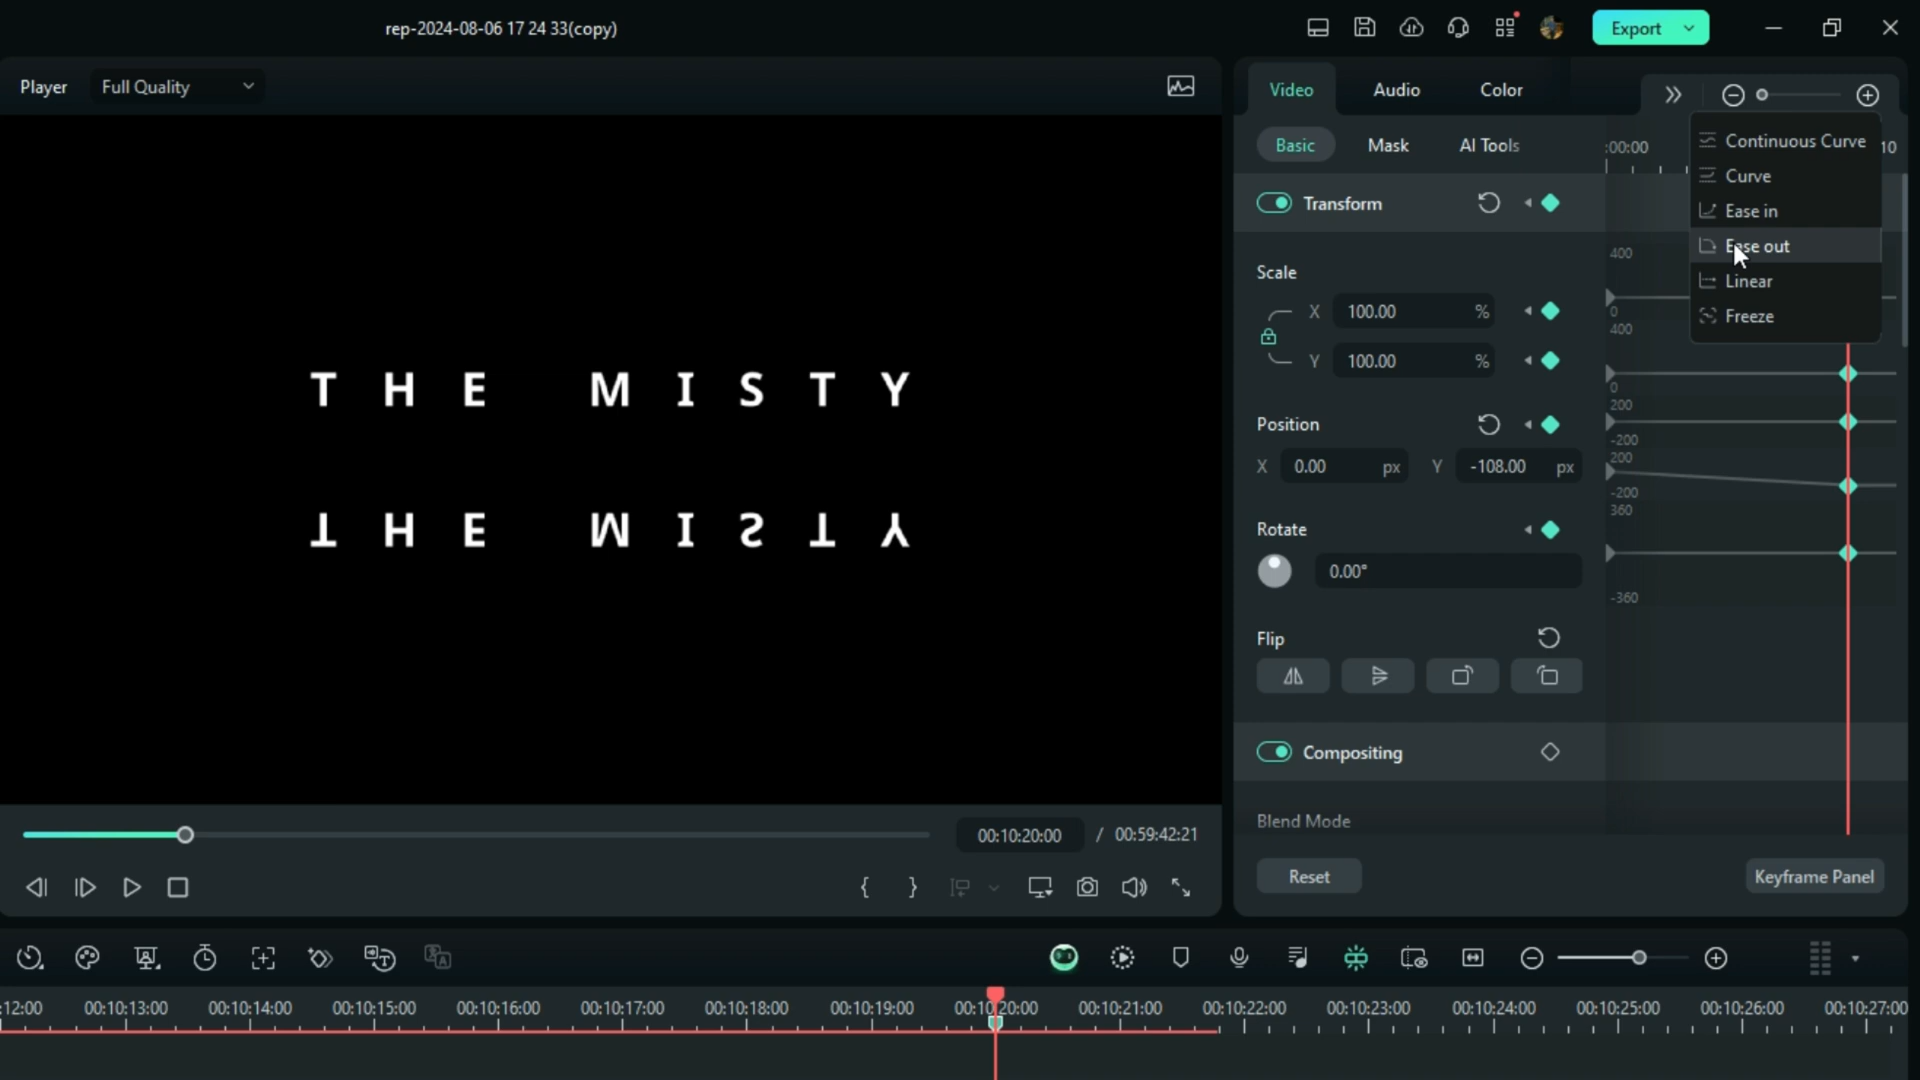 rep-2024-08-06 17 24 33(copy)
Export
Player
Full Quality
Video
Audio
Color
Basic
Mask
AI Tools
:00:00
10
Continuous Curve
Curve
Ease in
Ease out
Linear
Freeze
Transform
Scale
X 100.00 %
Y 100.00 %
400
0
400
0
200
-200
200
-200
360
-360
Position
X 0.00 px Y -108.00 px
Rotate
0.00°
Flip
Compositing
Blend Mode
Reset
Keyframe Panel
THE MISTY
THE MISTY
00:10:20:00 / 00:59:42:21
:12:00 00:10:13:00 00:10:14:00 00:10:15:00 00:10:16:00 00:10:17:00 00:10:18:00 00:10:19:00 00:10:20:00 00:10:21:00 00:10:22:00 00:10:23:00 00:10:24:00 00:10:25:00 00:10:26:00 00:10:27:00